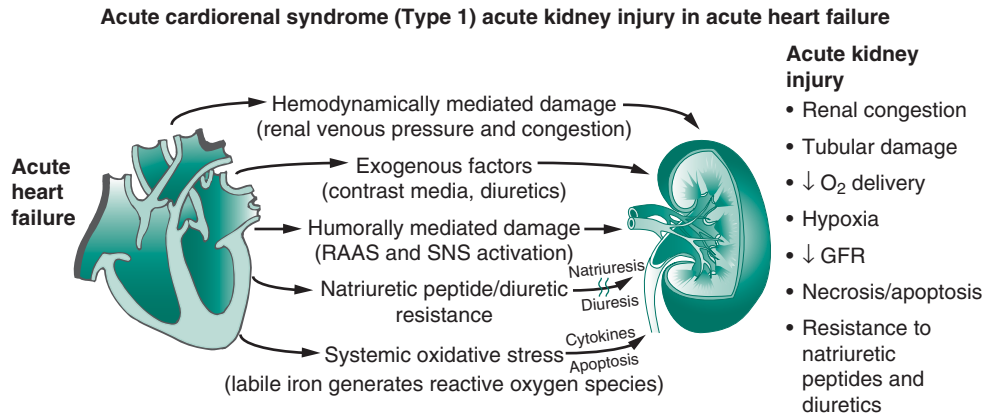 Acute cardiorenal syndrome (Type 1) acute kidney injury in acute heart failure
Acute
heart
failure
Hemodynamically mediated damage
(renal venous pressure and congestion)
Exogenous factors
(contrast media, diuretics)
Humorally mediated damage
(RAAS and SNS activation)
Natriuretic peptide/diuretic
resistance
Natriuresis
Diuresis
Systemic oxidative stress
(labile iron generates reactive oxygen species)
Cytokines
Apoptosis
Acute kidney
injury
• Renal congestion
• Tubular damage
• ↓ O₂ delivery
• Hypoxia
• ↓ GFR
• Necrosis/apoptosis
• Resistance to
natriuretic
peptides and
diuretics